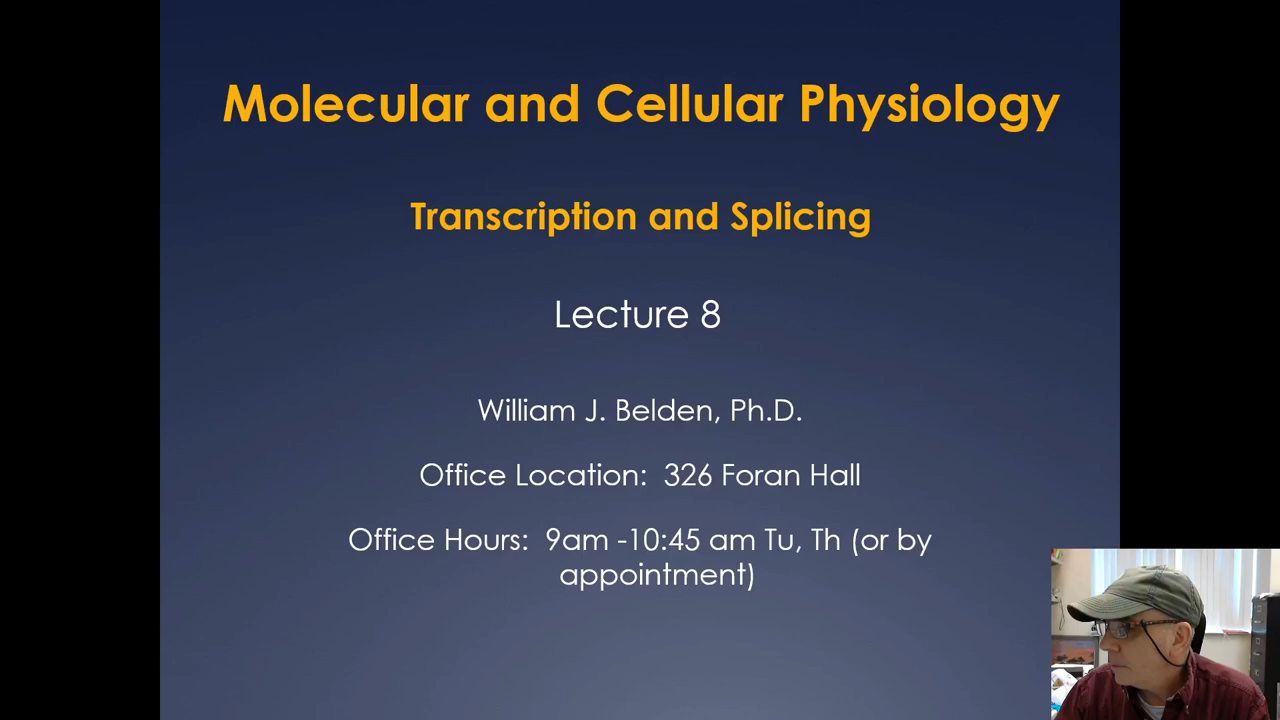 Molecular and Cellular Physiology
Transcription and Splicing
Lecture 8
William J. Belden, Ph.D.
Office Location:  326 Foran Hall
Office Hours:  9am -10:45 am Tu, Th (or by
appointment)